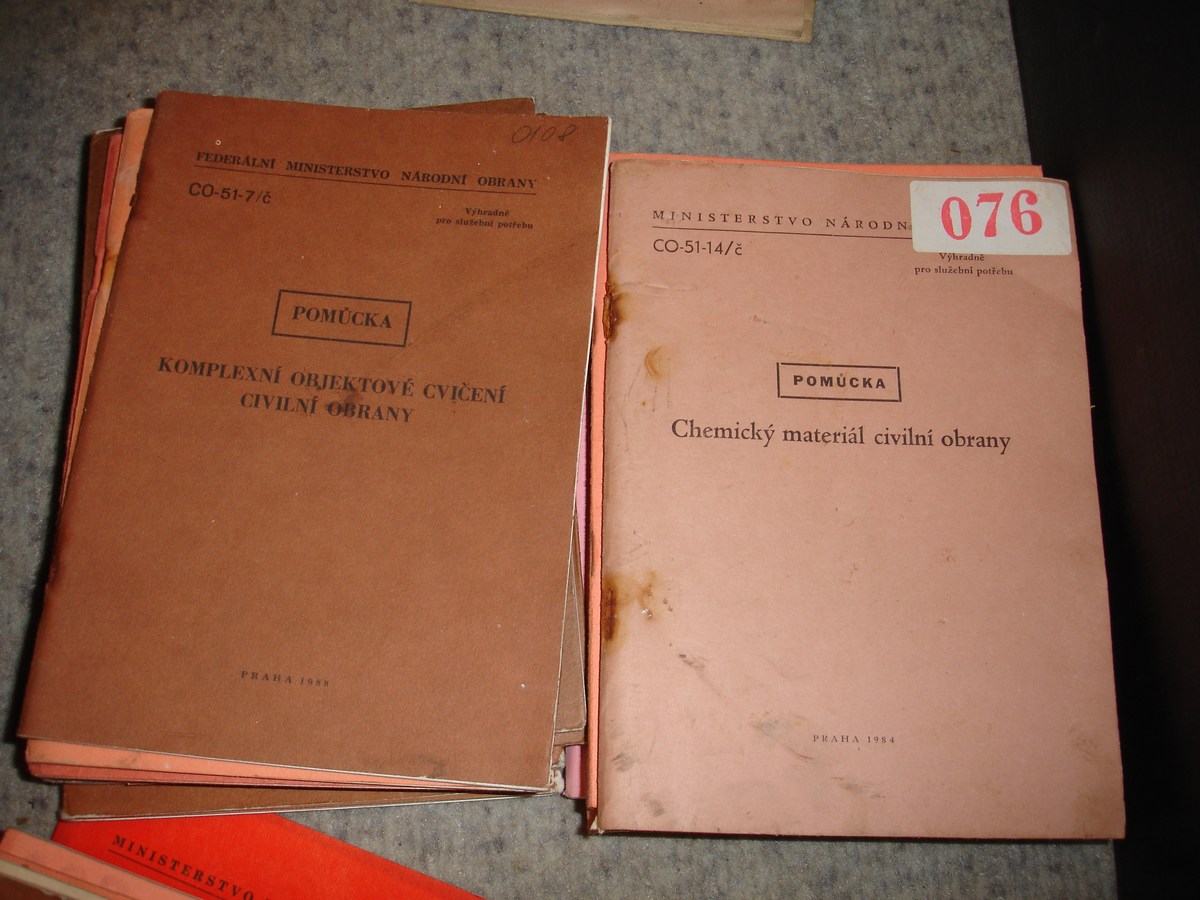 0108
FEDERÁLNÍ MINISTERSTVO NÁRODNÍ OBRANY
CO-51-7/č
Výhradně
pro služební potřebu
POMŮCKA
KOMPLEXNÍ OBJEKTOVÉ CVIČENÍ
CIVILNÍ OBRANY
PRAHA 1988
MINISTERSTVO NÁRODN
076
CO-51-14/č
Výhradně
pro služební potřebu
POMŮCKA
Chemický materiál civilní obrany
PRAHA 1984
MINISTERSTVO